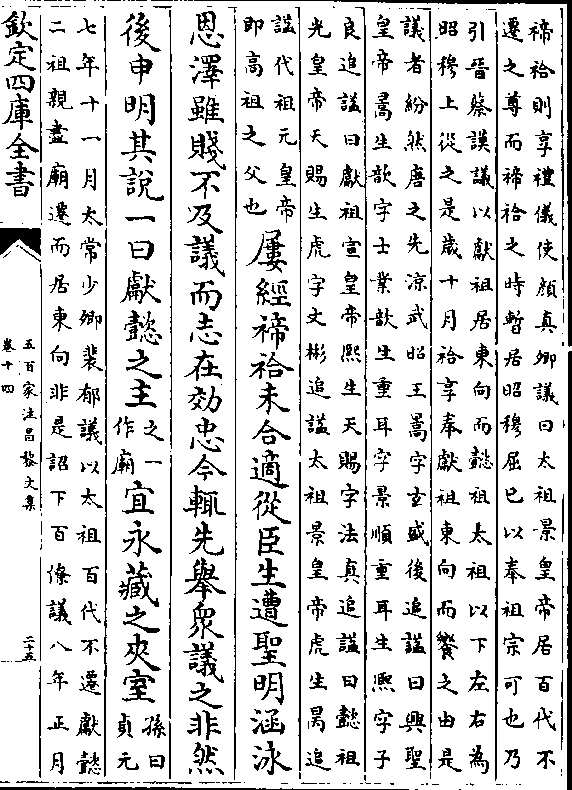 禘祫則享禮儀使顔真卿議曰太祖景皇帝居百代不
遷之尊而禘祫之時暫居昭穆屈已以奉祖宗可也乃
引晉蔡謨議以獻祖居東向而懿祖太祖以下左右為
昭穆上從之是歲十月祫享奉獻祖東向而饗之由是
議者紛然唐之先涼武昭王暠字玄盛後追諡曰興聖
皇帝暠生歆字士業歆生重耳字景順重耳生熙字子
良追諡曰獻祖宣皇帝熙生天賜字法真追諡曰懿祖
光皇帝天賜生虎字文彬追諡太祖景皇帝虎生昺追
諡代祖元皇帝
即高祖之父也
屢經禘祫未合適從臣生遭聖明涵泳
恩澤雖賤不及議而志在効忠今輒先舉衆議之非然
後申明其說一曰獻懿之主
之一
作廟
宜永藏之夾室
孫曰
貞元
七年十一月太常少卿裴郁議以太祖百代不遷獻懿
二祖親盡廟遷而居東向非是詔下百條議八年正月
欽定四庫全書
五百家注昌黎文集
卷十四
二十五